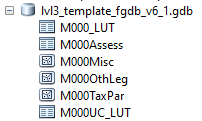 lvl3_template_fgdb_v6_1.gdb
M000_LUT
M000Assess
M000Misc
M000OthLeg
M000TaxPar
M000UC_LUT